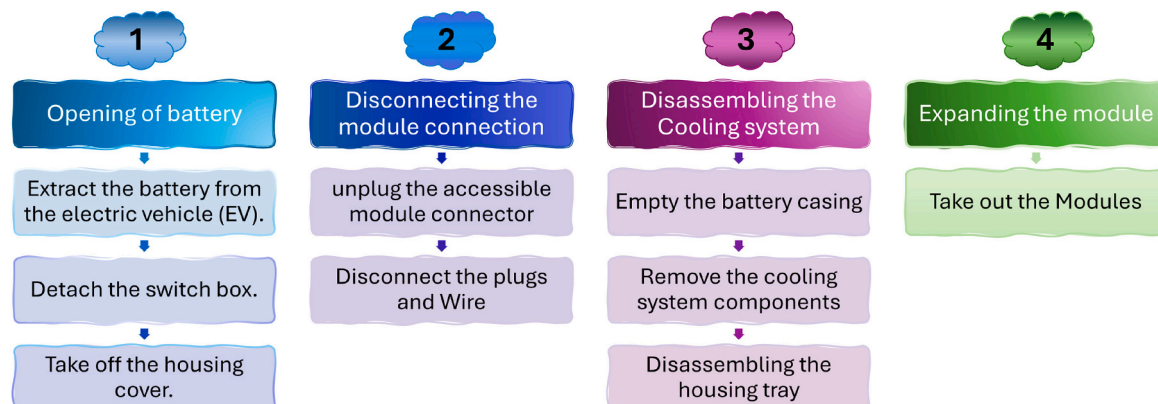 1
Opening of battery
Extract the battery from
the electric vehicle (EV).
Detach the switch box.
Take off the housing
cover.
2
Disconnecting the
module connection
unplug the accessible
module connector
Disconnect the plugs
and Wire
3
Disassembling the
Cooling system
Empty the battery casing
Remove the cooling
system components
Disassembling the
housing tray
4
Expanding the module
Take out the Modules